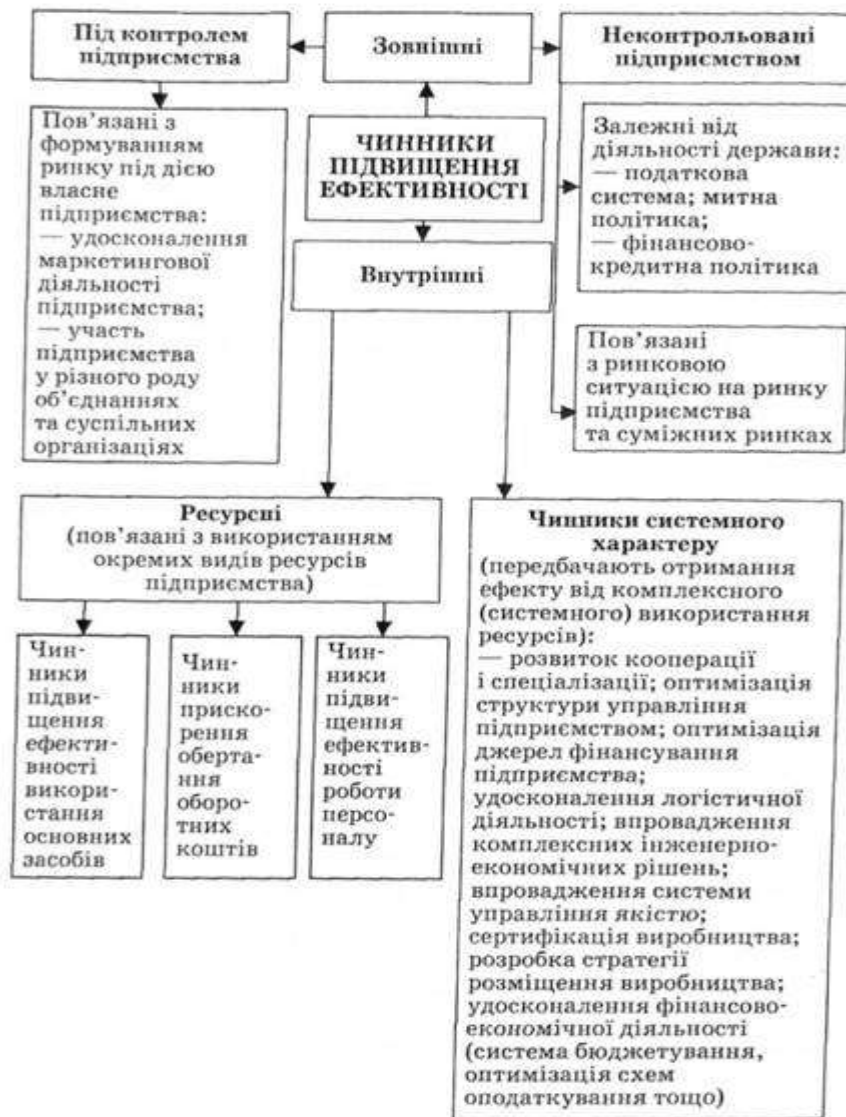 Під контролем
підприємства
Зовнішні
Неконтрольовані
підприємством
Пов’язані з
формуванням
ринку під дією
власне
підприємства:
— удосконалення
маркетингової
діяльності
підприємства;
— участь
підприємства
у різного роду
об’єднаннях
та суспільних
організаціях
ЧИННИКИ
ПІДВИЩЕННЯ
ЕФЕКТИВНОСТІ
Внутрішні
Залежні від
діяльності держави:
— податкова
система; митна
політика;
— фінансово-
кредитна політика
Пов’язані
з ринковою
ситуацією на ринку
підприємства
та суміжних ринках
Ресурсні
(пов’язані з використанням
окремих видів ресурсів
підприємства)
Чин-
ники
підви-
щення
ефекти-
вності
викори-
стання
основних
засобів
Чин-
ники
приско-
рення
оберта-
ння
оборо-
тних
коштів
Чин-
ники
підви-
щення
ефектив-
ності
роботи
персо-
налу
Чинники системного
характеру
(передбачають отримання
ефекту від комплексного
(системного) використання
ресурсів):
— розвиток кооперації
і спеціалізації; оптимізація
структури управління
підприємством; оптимізація
джерел фінансування
підприємства;
удосконалення логістичної
діяльності; впровадження
комплексних інженерно-
економічних рішень;
впровадження системи
управління якістю;
сертифікація виробництва;
розробка стратегії
розміщення виробництва;
удосконалення фінансово-
економічної діяльності
(система бюджетування,
оптимізація схем
оподаткування тощо)